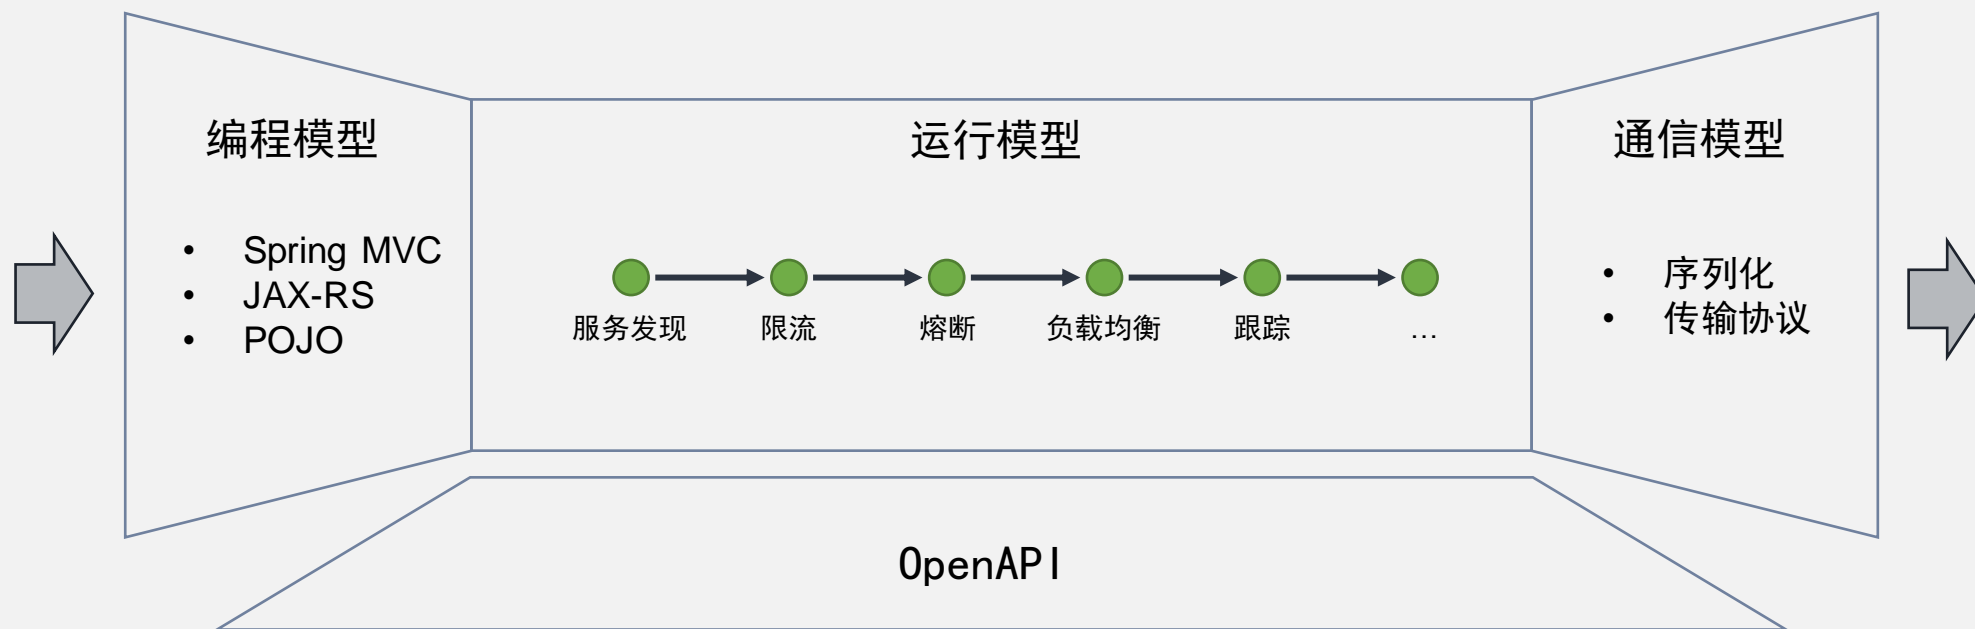 编程模型
• Spring MVC
• JAX-RS
• POJO
运行模型
服务发现
限流
熔断
负载均衡
跟踪
...
通信模型
• 序列化
• 传输协议
OpenAPI